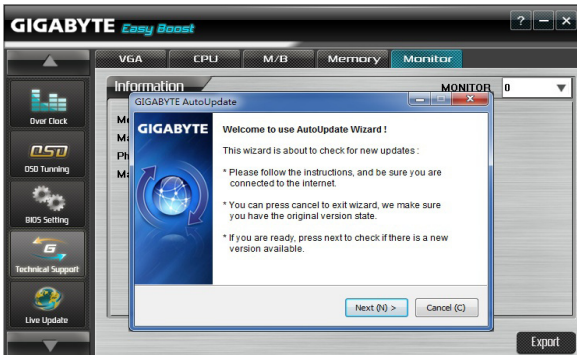 GIGABYTE Easy Boost
? – x
VGA CPU M/B Memory Monitor
Information
MONITOR 0
Over Clock
OSD Tunning
BIOS Setting
Technical Support
Live Update
M
Ma
Ph
Ma
GIGABYTE AutoUpdate
GIGABYTE
Welcome to use AutoUpdate Wizard !
This wizard is about to check for new updates :
* Please follow the instructions, and be sure you are
connected to the internet.
* You can press cancel to exit wizard, we make sure
you have the original version state.
* If you are ready, press next to check if there is a new
version available.
Next (N) > Cancel (C)
Export